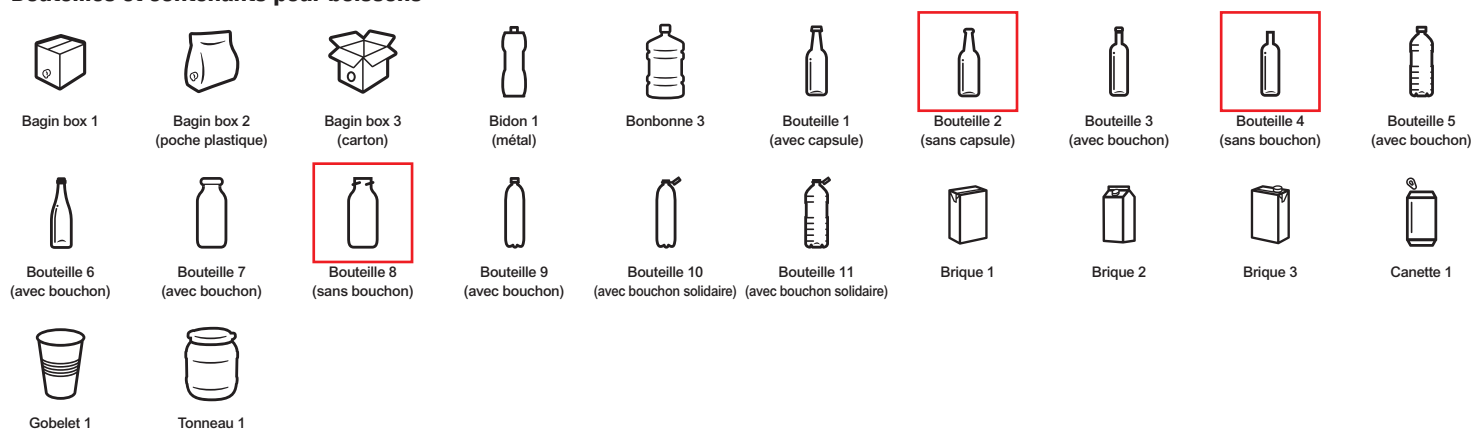 Bouteilles et contenants pour boissons
Bagin box 1
Bagin box 2
(poche plastique)
Bagin box 3
(carton)
Bidon 1
(métal)
Bonbonne 3
Bouteille 1
(avec capsule)
Bouteille 2
(sans capsule)
Bouteille 3
(avec bouchon)
Bouteille 4
(sans bouchon)
Bouteille 5
(avec bouchon)
Bouteille 6
(avec bouchon)
Bouteille 7
(avec bouchon)
Bouteille 8
(sans bouchon)
Bouteille 9
(avec bouchon)
Bouteille 10
(avec bouchon solidaire)
Bouteille 11
(avec bouchon solidaire)
Brique 1
Brique 2
Brique 3
Canette 1
Gobelet 1
Tonneau 1